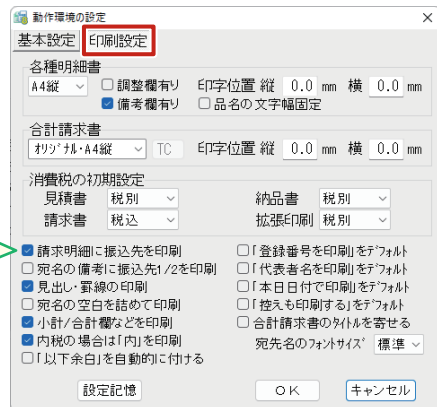 動作環境の設定
基本設定 印刷設定
各種明細書
A4縦 調整欄有り 印字位置 縦 0.0 mm 横 0.0 mm
備考欄有り 品名の文字幅固定
合計請求書
ｵﾘｼﾞﾅﾙ･A4縦 TC 印字位置 縦 0.0 mm 横 0.0 mm
消費税の初期設定
見積書 税別 納品書 税別
請求書 税込 拡張印刷 税別
請求明細に振込先を印刷 「登録番号を印刷」をﾃﾞﾌｫﾙﾄ
宛名の備考に振込先1/2を印刷 「代表者名を印刷」をﾃﾞﾌｫﾙﾄ
見出し・罫線の印刷 「本日日付で印刷」をﾃﾞﾌｫﾙﾄ
宛名の空白を詰めて印刷 「控えも印刷する」をﾃﾞﾌｫﾙﾄ
小計/合計欄などを印刷 合計請求書のﾀｲﾄﾙを寄せる
内税の場合は「内」を印刷 宛先名のﾌｫﾝﾄｻｲｽﾞ 標準
「以下余白」を自動的に付ける
設定記憶 OK キャンセル